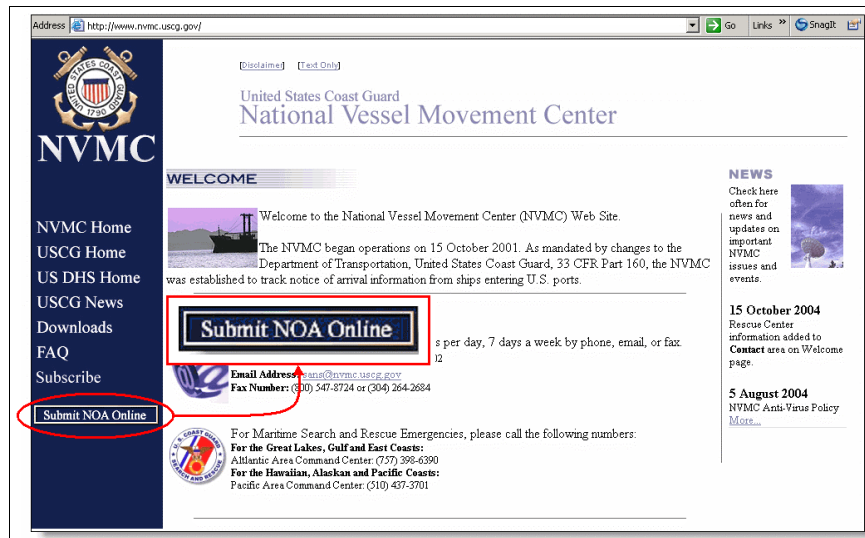 Address http://www.nvmc.uscg.gov/ Go Links » SnagIt
UNITED STATES COAST GUARD
1790
NVMC
[Disclaimer] [Text Only]
United States Coast Guard
National Vessel Movement Center
WELCOME
Welcome to the National Vessel Movement Center (NVMC) Web Site.
The NVMC began operations on 15 October 2001. As mandated by changes to the
Department of Transportation, United States Coast Guard, 33 CFR Part 160, the NVMC
was established to track notice of arrival information from ships entering U.S. ports.
Submit NOA Online
s per day, 7 days a week by phone, email, or fax.
02
Email Address: sans@nvmc.uscg.gov
Fax Number: (800) 547-8724 or (304) 264-2684
For Maritime Search and Rescue Emergencies, please call the following numbers:
For the Great Lakes, Gulf and East Coasts:
Altlantic Area Command Center: (757) 398-6390
For the Hawaiian, Alaskan and Pacific Coasts:
Pacific Area Command Center: (510) 437-3701
U.S. COAST GUARD
SEARCH AND RESCUE
NVMC Home
USCG Home
US DHS Home
USCG News
Downloads
FAQ
Subscribe
Submit NOA Online
NEWS
Check here
often for
news and
updates on
important
NVMC
issues and
events.
15 October 2004
Rescue Center
information added to
Contact area on Welcome
page.
5 August 2004
NVMC Anti-Virus Policy
More...